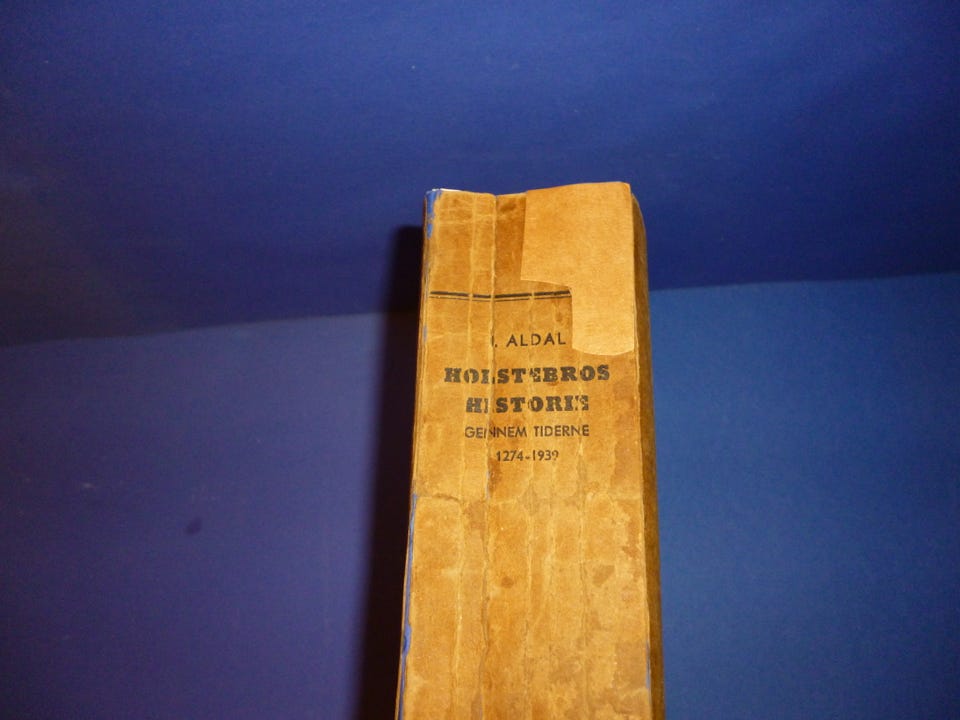 . ALDAL
HOLSTEBROS
HISTORIE
GENNEM TIDERNE
1274-1939